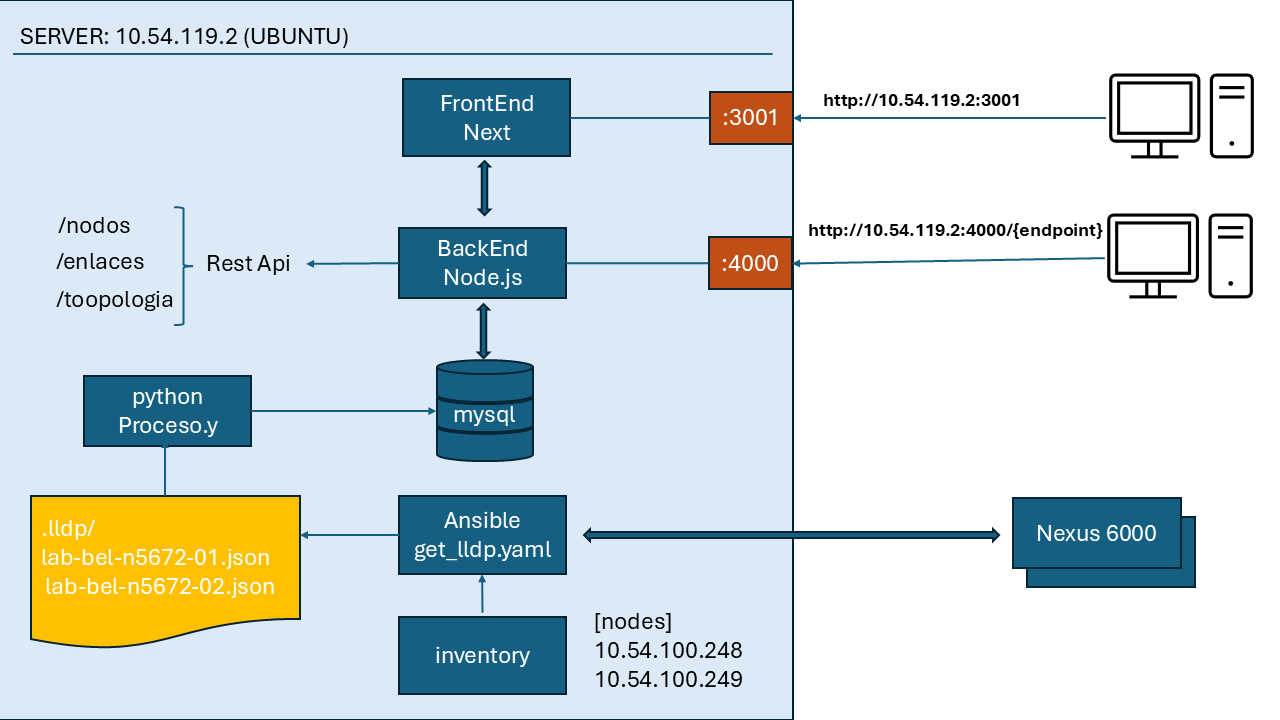 SERVER: 10.54.119.2 (UBUNTU)
FrontEnd
Next
:3001
http://10.54.119.2:3001
/nodos
/enlaces
/toopologia
Rest Api
BackEnd
Node.js
:4000
http://10.54.119.2:4000/{endpoint}
python
Proceso.y
mysql
.lldp/
lab-bel-n5672-01.json
lab-bel-n5672-02.json
Ansible
get_lldp.yaml
Nexus 6000
inventory
[nodes]
10.54.100.248
10.54.100.249